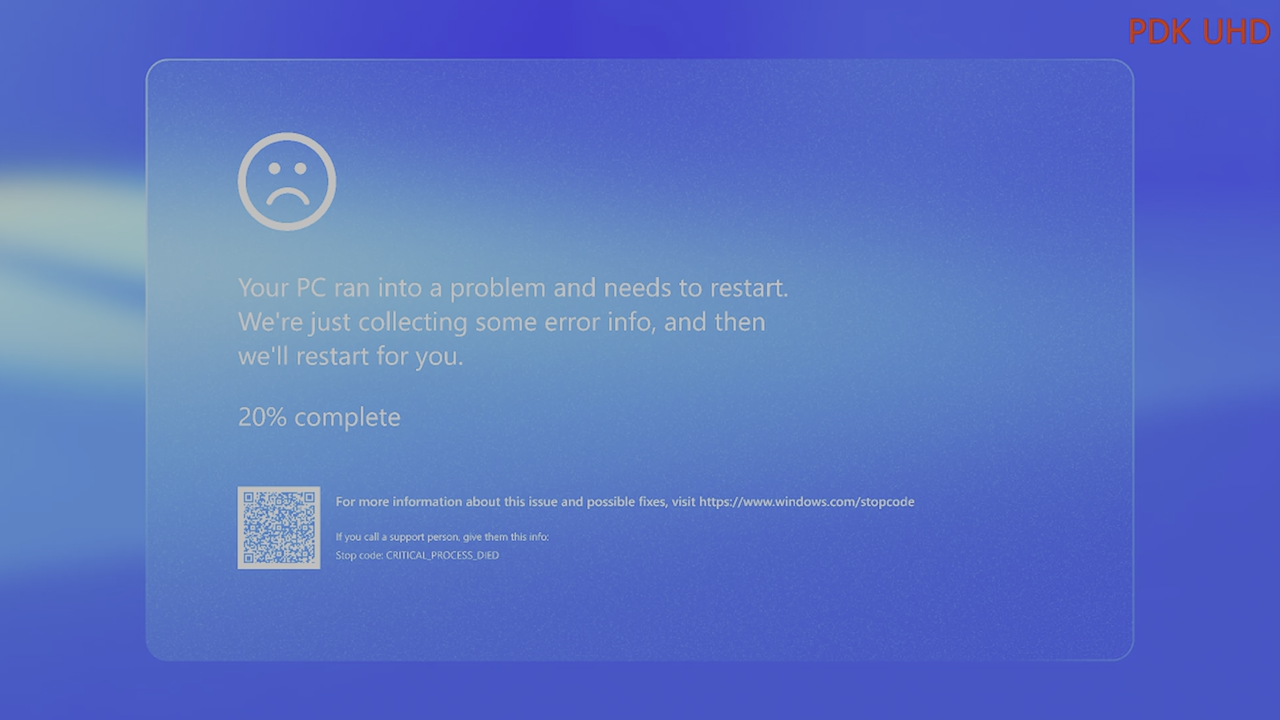 PDK UHD
Your PC ran into a problem and needs to restart.
We're just collecting some error info, and then
we'll restart for you.
20% complete
For more information about this issue and possible fixes, visit https://www.windows.com/stopcode
If you call a support person, give them this info:
Stop code: CRITICAL_PROCESS_DIED